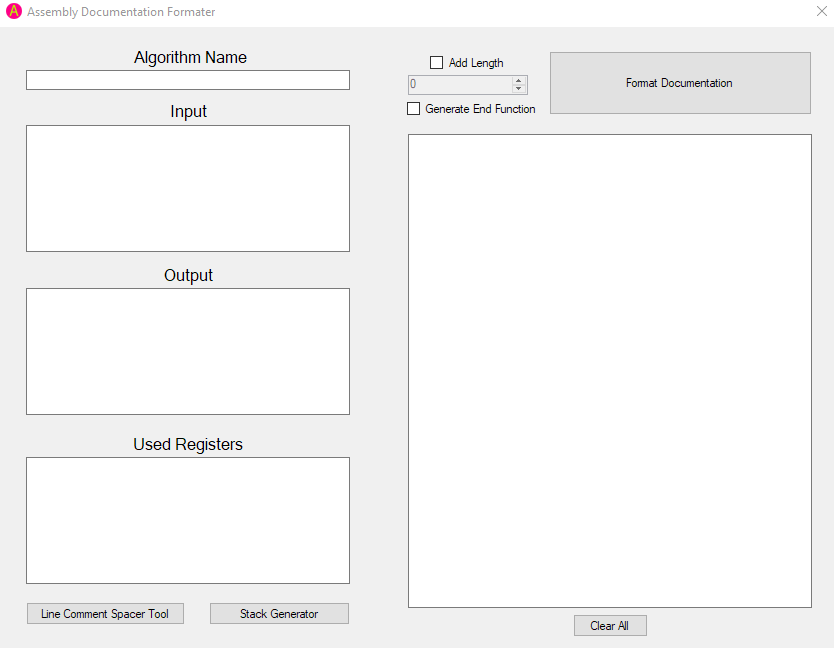 A Assembly Documentation Formater
Algorithm Name
Input
Output
Used Registers
Line Comment Spacer Tool
Stack Generator
Add Length
0
Generate End Function
Format Documentation
Clear All